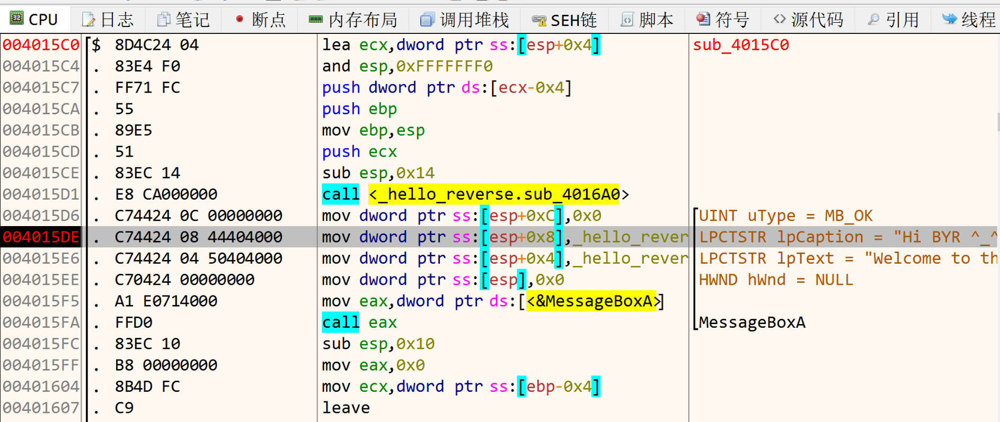 CPU 日志 笔记 断点 内存布局 调用堆栈 SEH链 脚本 符号 源代码 引用 线程
004015C0 $ 8D4C24 04 lea ecx,dword ptr ss:[esp+0x4] sub_4015C0
004015C4 . 83E4 F0 and esp,0xFFFFFFF0
004015C7 . FF71 FC push dword ptr ds:[ecx-0x4]
004015CA . 55 push ebp
004015CB . 89E5 mov ebp,esp
004015CD . 51 push ecx
004015CE . 83EC 14 sub esp,0x14
004015D1 . E8 CA000000 call <_hello_reverse.sub_4016A0>
004015D6 . C74424 0C 00000000 mov dword ptr ss:[esp+0xC],0x0 UINT uType = MB_OK
004015DE . C74424 08 44404000 mov dword ptr ss:[esp+0x8],_hello_rever LPCTSTR lpCaption = "Hi BYR ^_^
004015E6 . C74424 04 50404000 mov dword ptr ss:[esp+0x4],_hello_rever LPCTSTR lpText = "Welcome to th
004015EE . C70424 00000000 mov dword ptr ss:[esp],0x0 HWND hWnd = NULL
004015F5 . A1 E0714000 mov eax,dword ptr ds:[<&MessageBoxA>]
004015FA . FFD0 call eax MessageBoxA
004015FC . 83EC 10 sub esp,0x10
004015FF . B8 00000000 mov eax,0x0
00401604 . 8B4D FC mov ecx,dword ptr ss:[ebp-0x4]
00401607 . C9 leave